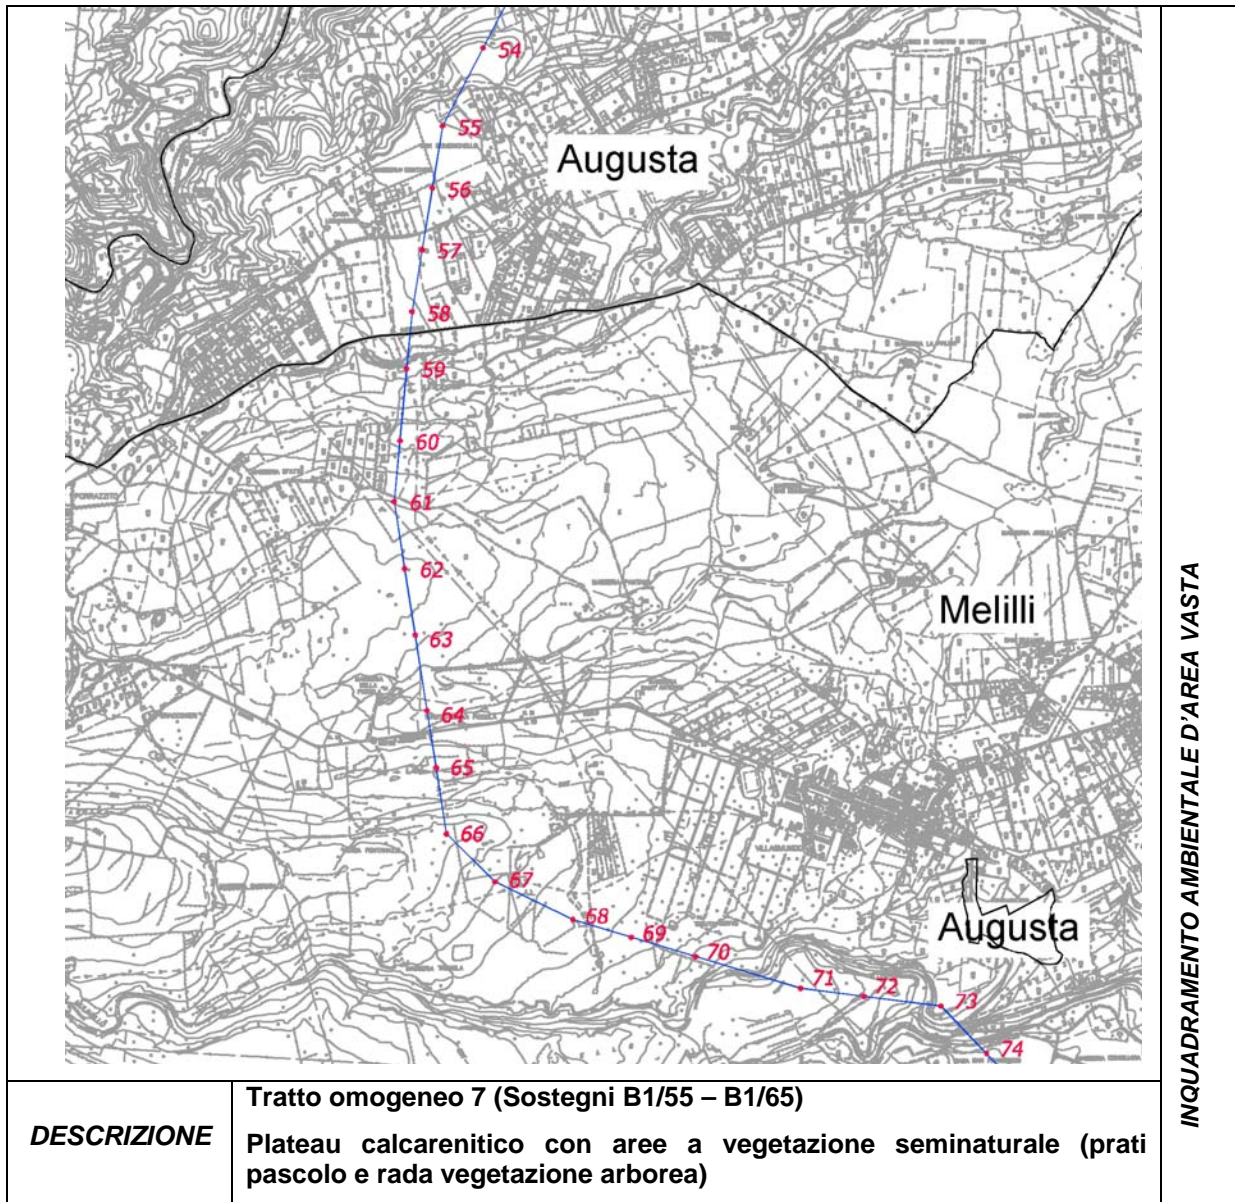 54
55
Augusta
56
57
58
59
60
61
62
Melilli
63
64
65
66
VILLASMUNDO
67
68
Augusta
69
70
71
72
73
74
INQUADRAMENTO AMBIENTALE D'AREA VASTA
DESCRIZIONE
Tratto omogeneo 7 (Sostegni B1/55 – B1/65)
Plateau calcarenitico con aree a vegetazione seminaturale (prati
pascolo e rada vegetazione arborea)